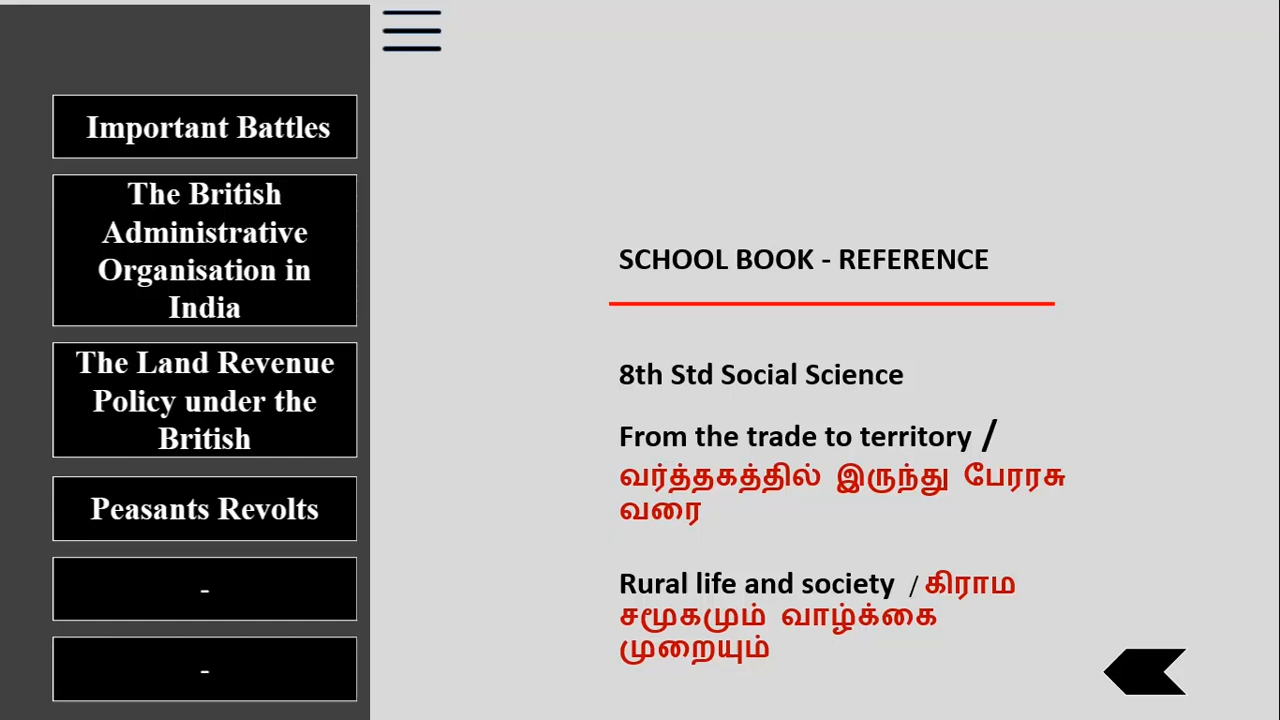 Important Battles
The British
Administrative
Organisation in
India
The Land Revenue
Policy under the
British
Peasants Revolts
-
-
SCHOOL BOOK - REFERENCE
8th Std Social Science
From the trade to territory /
வர்த்தகத்தில் இருந்து பேரரசு
வரை
Rural life and society / கிராம
சமூகமும் வாழ்க்கை
முறையும்